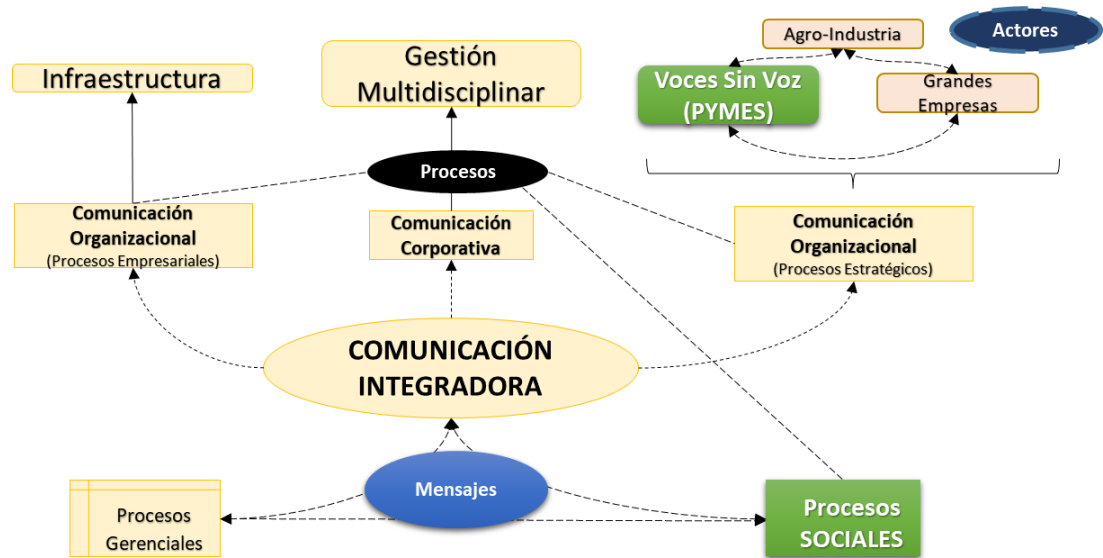 Agro-Industria
Actores
Gestión
Multidisciplinar
Infraestructura
Voces Sin Voz
(PYMES)
Grandes
Empresas
Procesos
Comunicación
Organizacional
(Procesos Empresariales)
Comunicación
Corporativa
Comunicación
Organizacional
(Procesos Estratégicos)
COMUNICACIÓN
INTEGRADORA
Mensajes
Procesos
Gerenciales
Procesos
SOCIALES